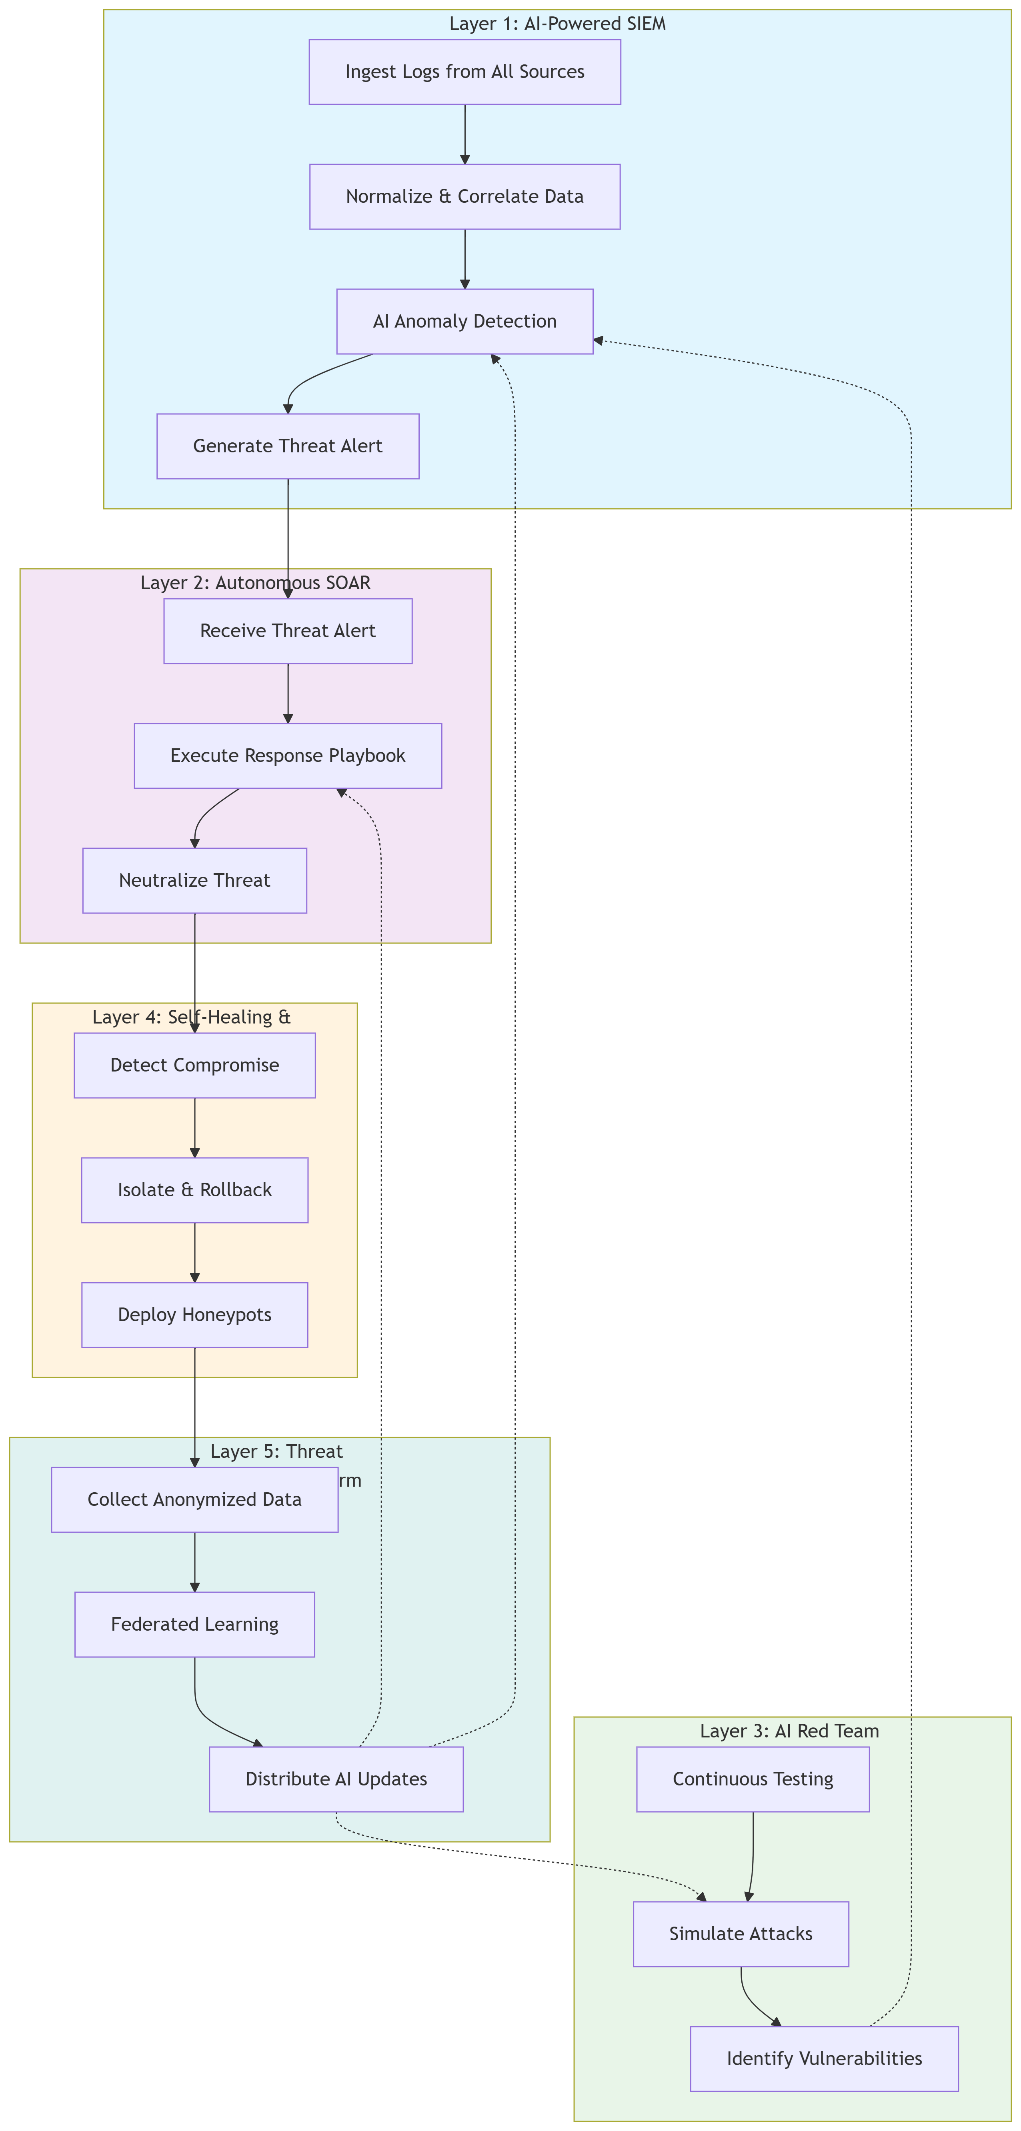 Layer 1: AI-Powered SIEM
Ingest Logs from All Sources
Normalize & Correlate Data
AI Anomaly Detection
Generate Threat Alert
Layer 2: Autonomous SOAR
Receive Threat Alert
Execute Response Playbook
Neutralize Threat
Layer 4: Self-Healing &
Detect Compromise
Isolate & Rollback
Deploy Honeypots
Layer 5: Threat
Collect Anonymized Data
Federated Learning
Distribute AI Updates
Layer 3: AI Red Team
Continuous Testing
Simulate Attacks
Identify Vulnerabilities